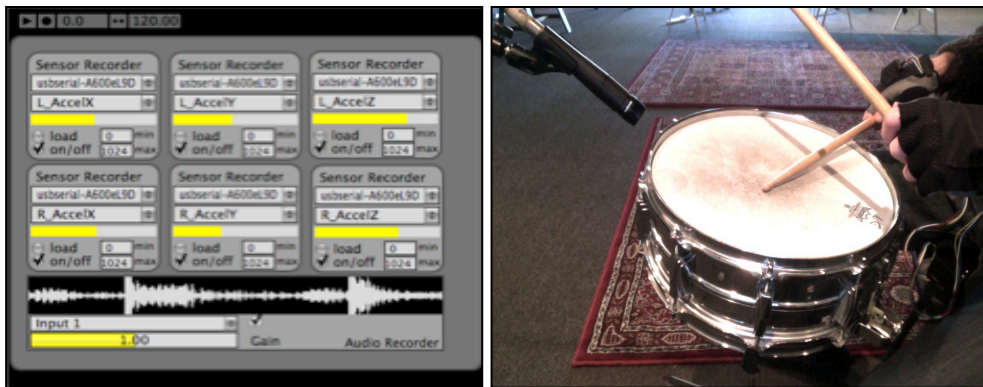 0.0 120.00
Sensor Recorder
usbserial-A600eL9D
L_AccelX
load 0 min
on/off 1024 max
Sensor Recorder
usbserial-A600eL9D
L_AccelY
load 0 min
on/off 1024 max
Sensor Recorder
usbserial-A600eL9D
L_AccelZ
load 0 min
on/off 1024 max
Sensor Recorder
usbserial-A600eL9D
R_AccelX
load 0 min
on/off 1024 max
Sensor Recorder
usbserial-A600eL9D
R_AccelY
load 0 min
on/off 1024 max
Sensor Recorder
usbserial-A600eL9D
R_AccelZ
load 0 min
on/off 1024 max
Input 1
1.00 Gain Audio Recorder